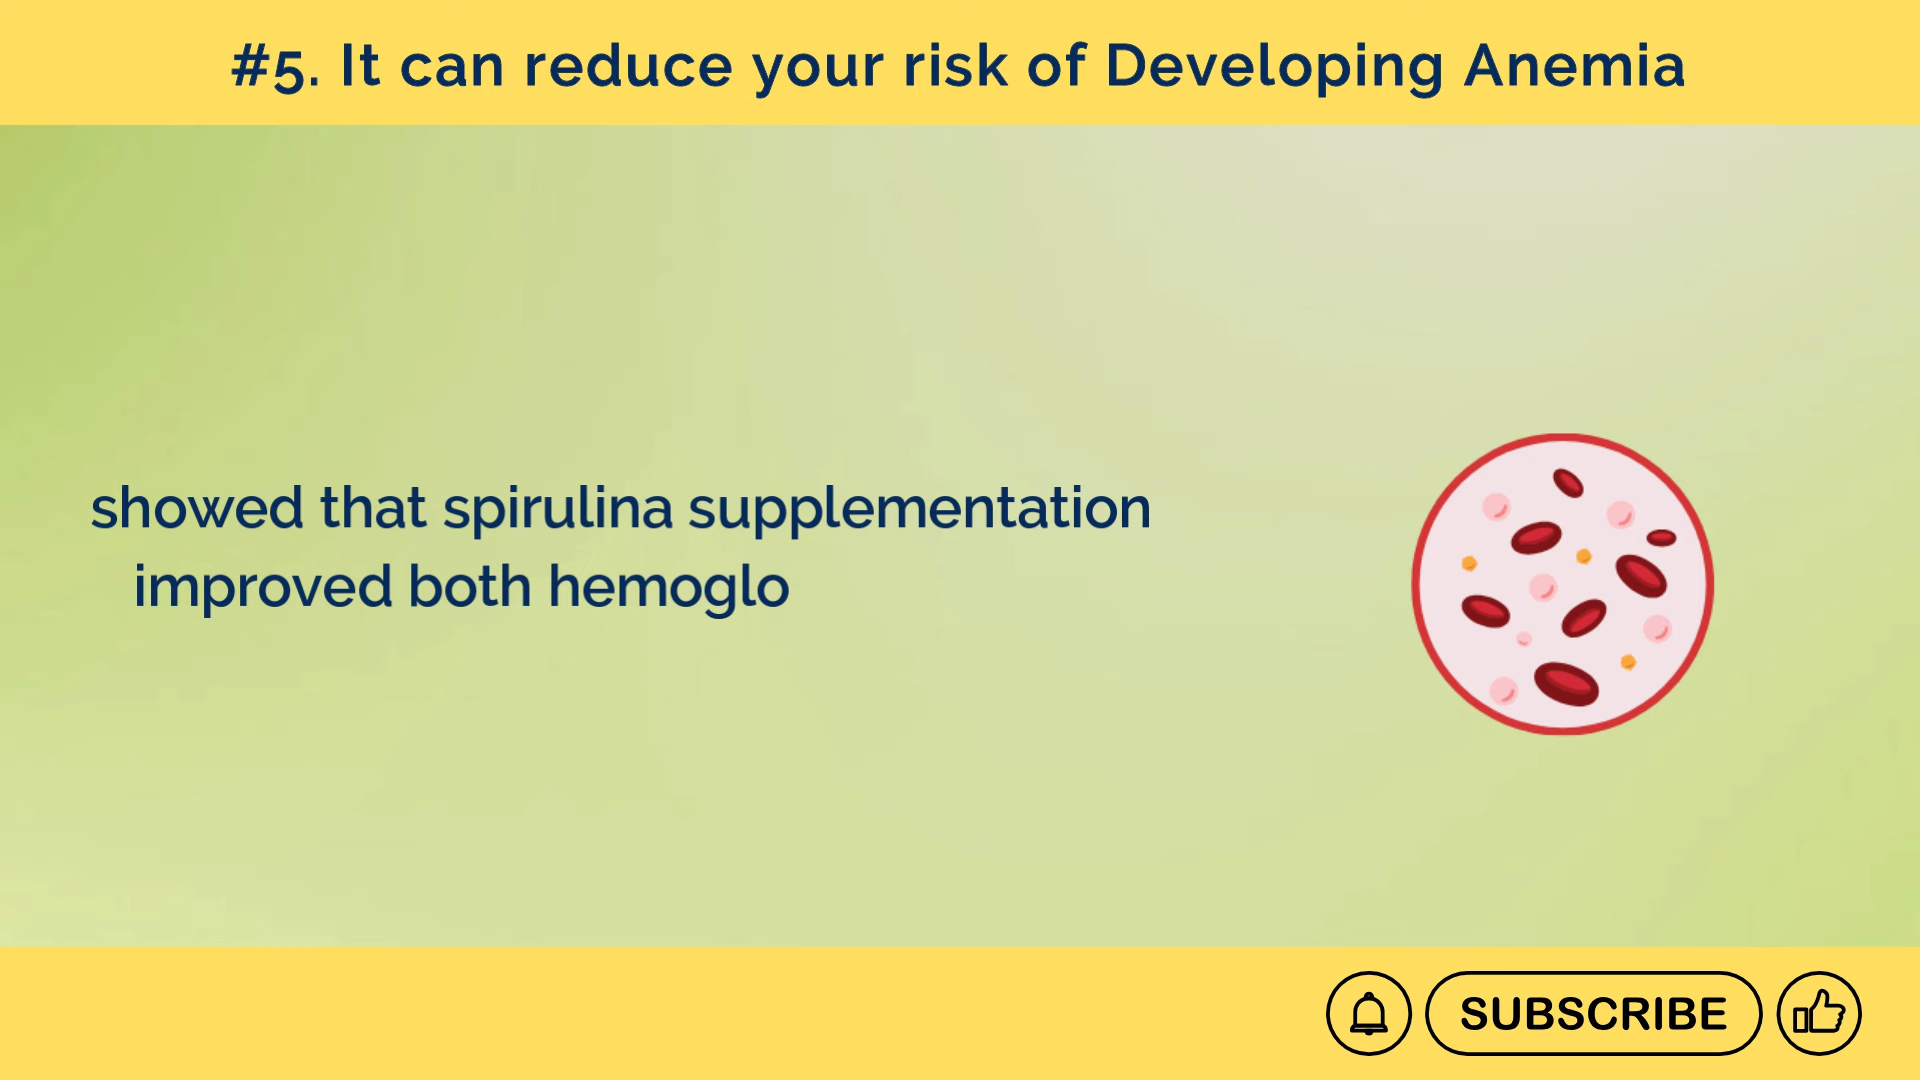 #5. It can reduce your risk of Developing Anemia
showed that spirulina supplementation
improved both hemoglo
SUBSCRIBE